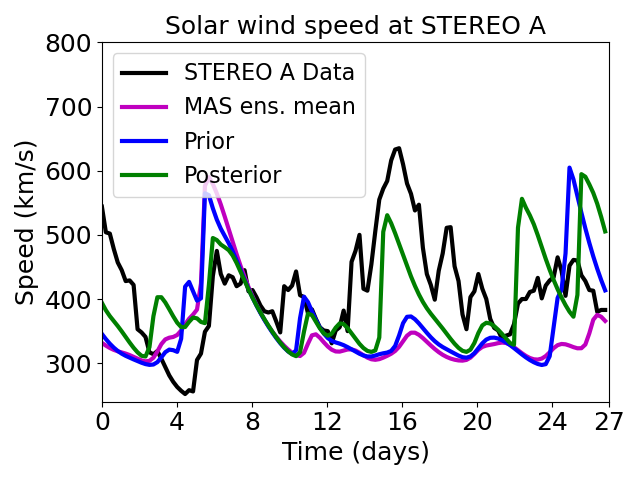 Solar wind speed at STEREO A
800
700
600
500
400
300
Speed (km/s)
STEREO A Data
MAS ens. mean
Prior
Posterior
0 4 8 12 16 20 24 27
Time (days)